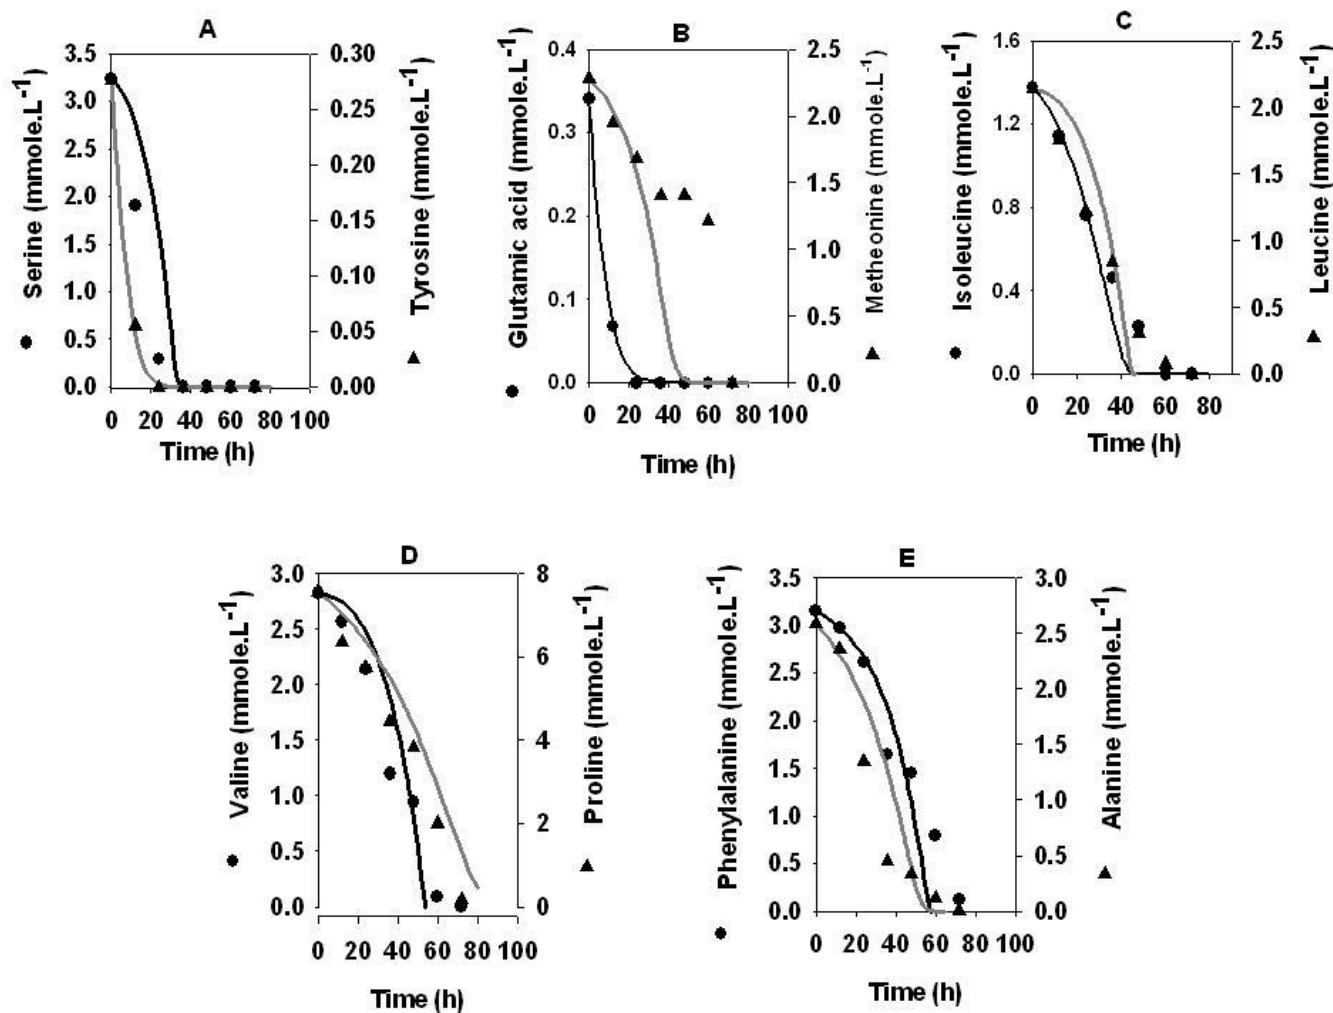 A
B
C
Serine (mmole.L-1)
3.5
3.0
2.5
2.0
1.5
1.0
0.5
0.0
0 20 40 60 80 100
Time (h)
0.30
0.25
0.20
0.15
0.10
0.05
0.00
Tyrosine (mmole.L-1)
Glutamic acid (mmole.L-1)
0.4
0.3
0.2
0.1
0.0
0 20 40 60 80 100
Time (h)
2.5
2.0
1.5
1.0
0.5
0.0
Metheonine (mmole.L-1)
Isoleucine (mmole.L-1)
1.6
1.2
0.8
0.4
0.0
0 20 40 60 80
Time (h)
2.5
2.0
1.5
1.0
0.5
0.0
Leucine (mmole.L-1)
D
E
Valine (mmole.L-1)
3.0
2.5
2.0
1.5
1.0
0.5
0.0
0 20 40 60 80 100
Time (h)
8
6
4
2
0
Proline (mmole.L-1)
Phenylalanine (mmole.L-1)
3.5
3.0
2.5
2.0
1.5
1.0
0.5
0.0
0 20 40 60 80 100
Time (h)
3.0
2.5
2.0
1.5
1.0
0.5
0.0
Alanine (mmole.L-1)